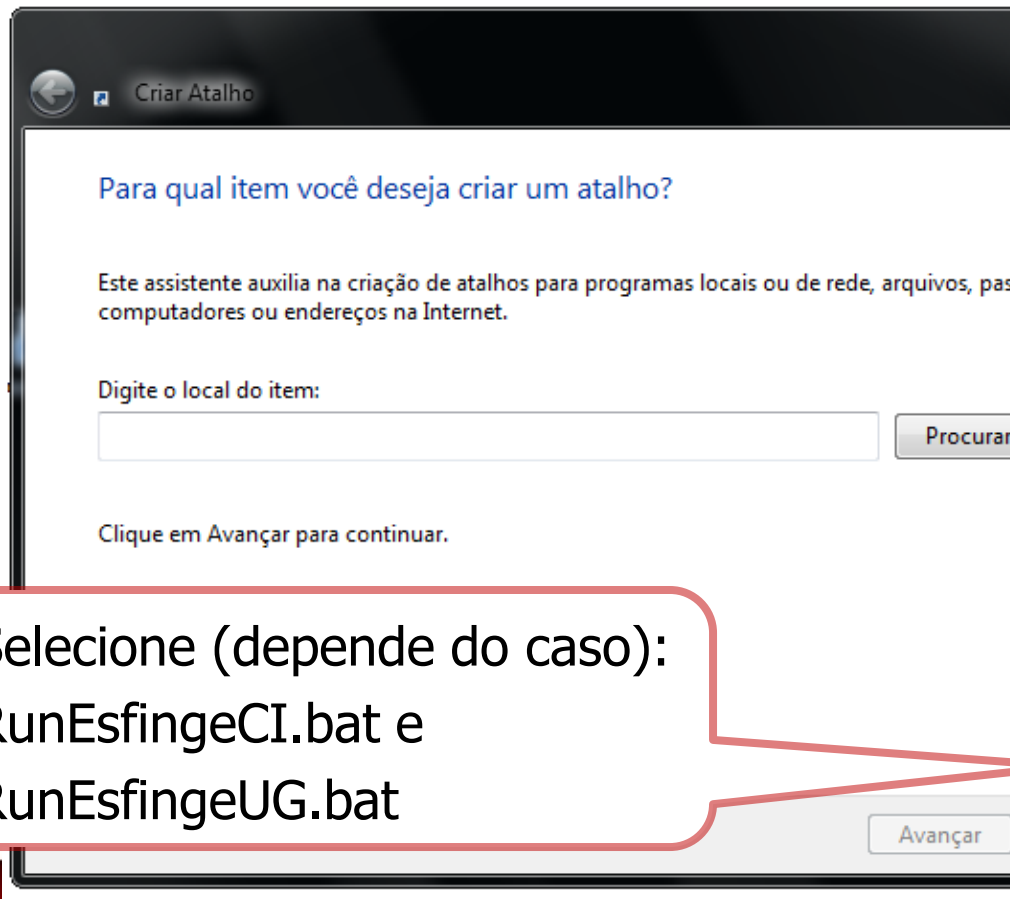 Criar Atalho
Para qual item você deseja criar um atalho?
Este assistente auxilia na criação de atalhos para programas locais ou de rede, arquivos,
computadores ou endereços na Internet.
Digite o local do item:
Procurar
Clique em Avançar para continuar.
Selecione (depende do caso):
RunEsfingeCI.bat e
RunEsfingeUG.bat
Avançar